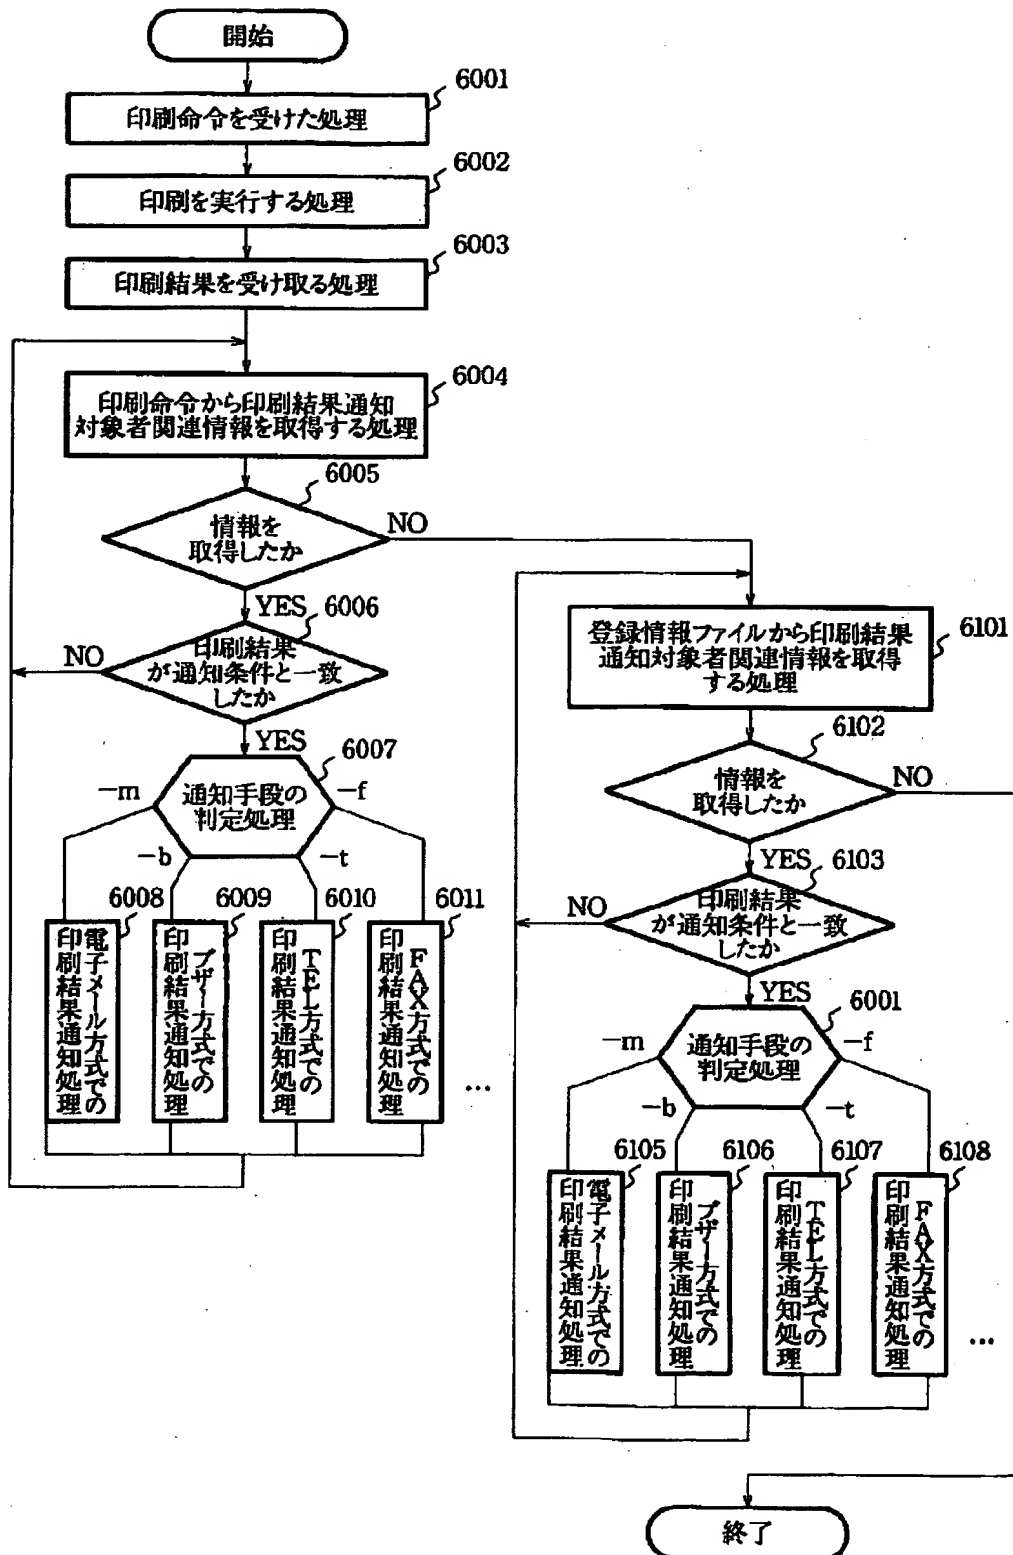 開始
6001
印刷命令を受けた処理
6002
印刷を実行する処理
6003
印刷結果を受け取る処理
6004
印刷命令から印刷結果通知
対象者関連情報を取得する処理
6005
情報を
取得したか
NO
YES
6006
印刷結果
が通知条件と一致
したか
NO
YES
6007
通知手段の
判定処理
−m
−f
−b
−t
6008
電子メール方式での
印刷結果通知処理
6009
ブザー方式での
印刷結果通知処理
6010
TEL方式での
印刷結果通知処理
6011
FAX方式での
印刷結果通知処理
…
6101
登録情報ファイルから印刷結果
通知対象者関連情報を取得
する処理
6102
情報を
取得したか
NO
YES
6103
印刷結果
が通知条件と一致
したか
NO
YES
6001
通知手段の
判定処理
−m
−f
−b
−t
6105
電子メール方式での
印刷結果通知処理
6106
ブザー方式での
印刷結果通知処理
6107
TEL方式での
印刷結果通知処理
6108
FAX方式での
印刷結果通知処理
…
終了